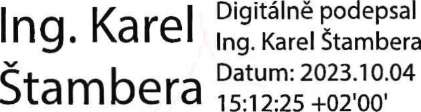 Ing. Karel
Štambera
Digitálně podepsal
Ing. Karel Štambera
Datum: 2023.10.04
15:12:25 +02'00'